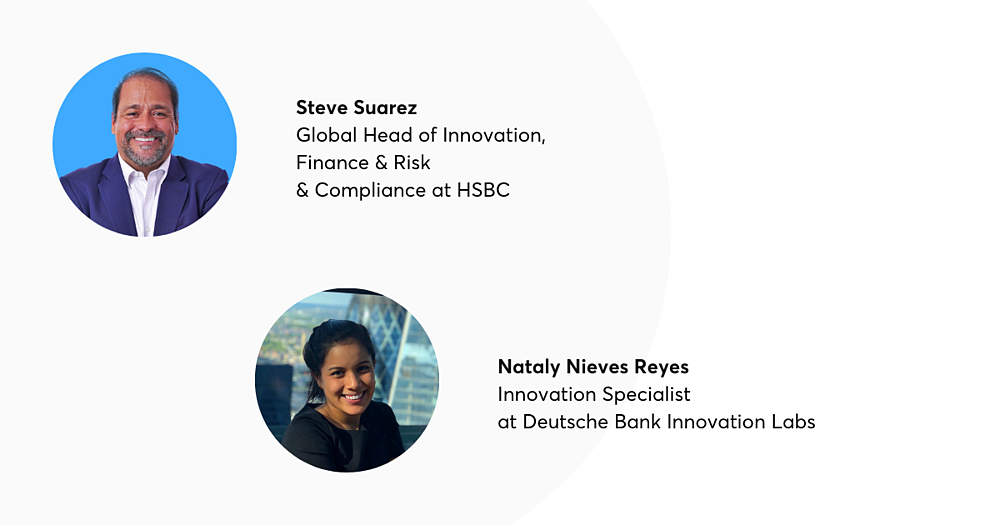 Steve Suarez
Global Head of Innovation,
Finance & Risk
& Compliance at HSBC
Nataly Nieves Reyes
Innovation Specialist
at Deutsche Bank Innovation Labs